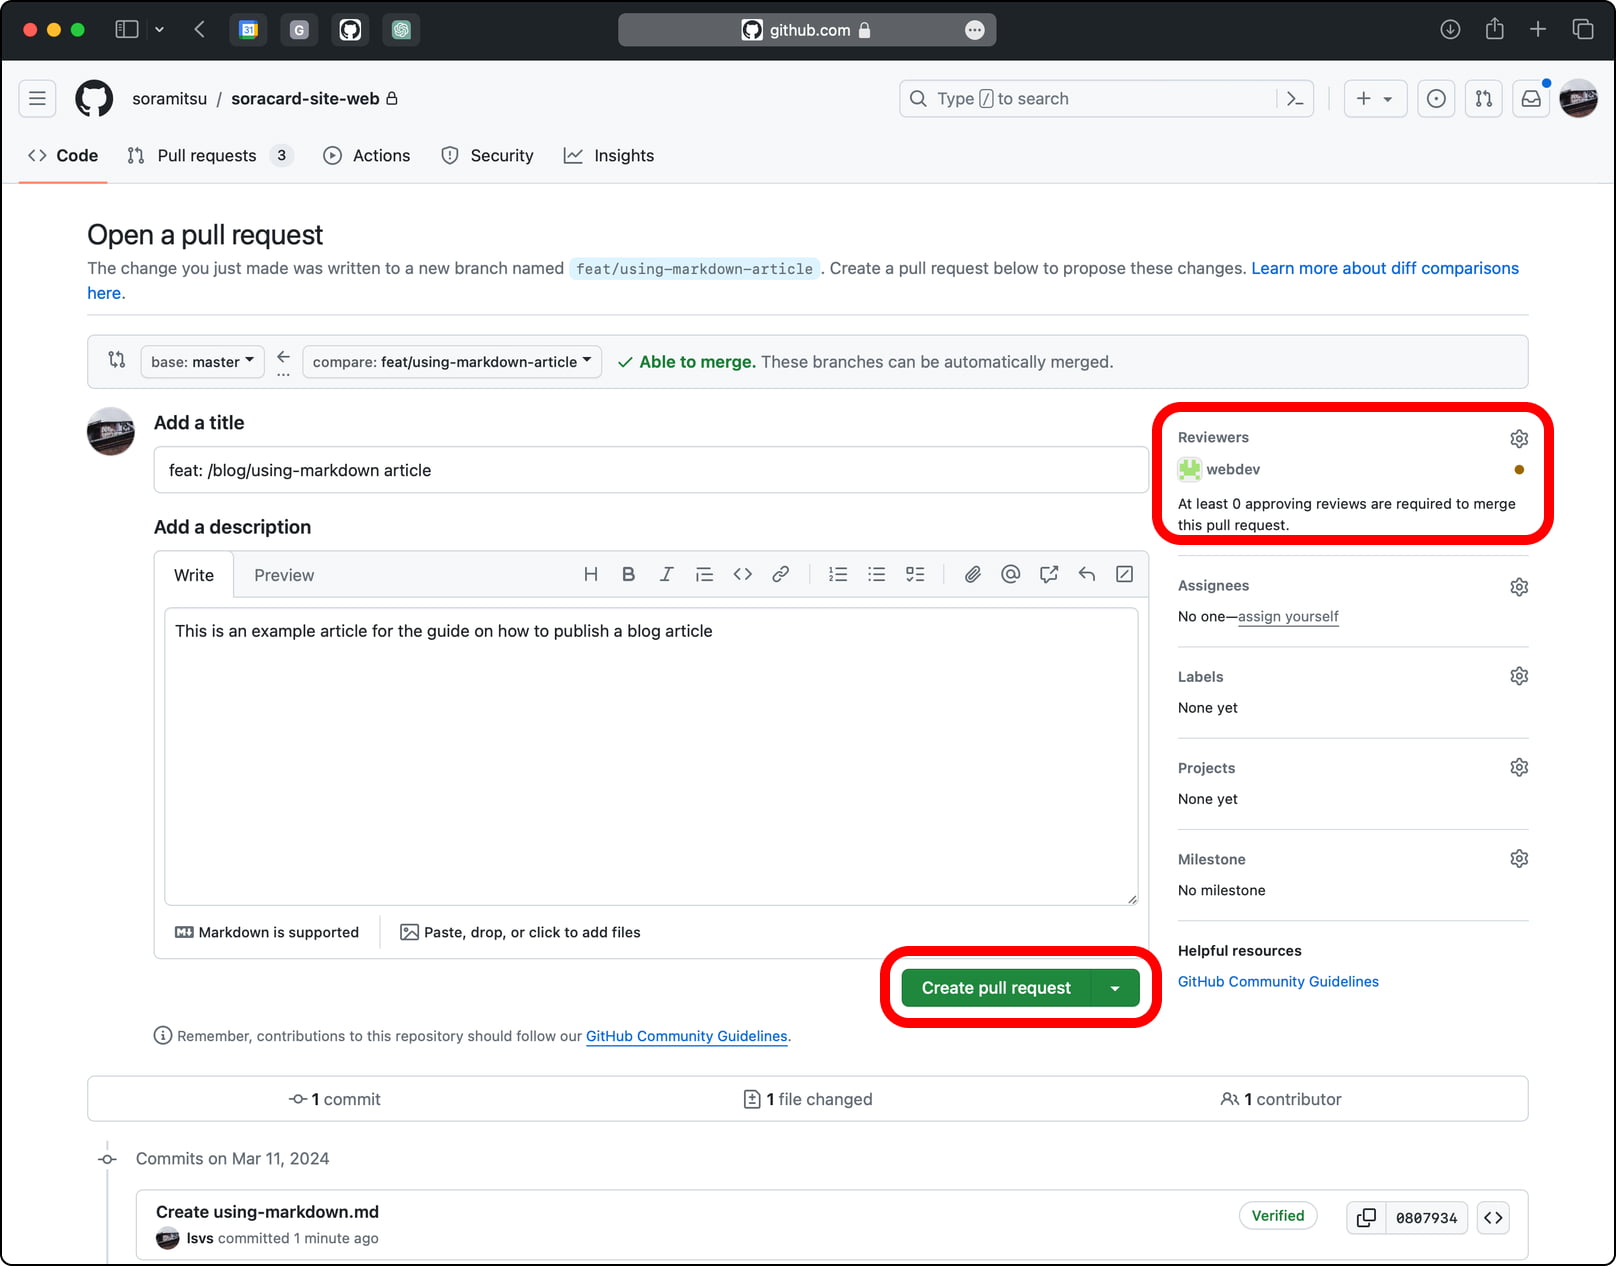 31 G github.com
soramitsu / soracard-site-web
Type / to search
Code Pull requests 3 Actions Security Insights
Open a pull request
The change you just made was written to a new branch named feat/using-markdown-article. Create a pull request below to propose these changes. Learn more about diff comparisons
here.
base: master compare: feat/using-markdown-article Able to merge. These branches can be automatically merged.
Add a title
feat: /blog/using-markdown article
Add a description
Write Preview
This is an example article for the guide on how to publish a blog article
Markdown is supported Paste, drop, or click to add files
Create pull request
Remember, contributions to this repository should follow our GitHub Community Guidelines.
Reviewers
webdev
At least 0 approving reviews are required to merge
this pull request.
Assignees
No one—assign yourself
Labels
None yet
Projects
None yet
Milestone
No milestone
Helpful resources
GitHub Community Guidelines
1 commit 1 file changed 1 contributor
Commits on Mar 11, 2024
Create using-markdown.md
lsvs committed 1 minute ago
Verified 0807934